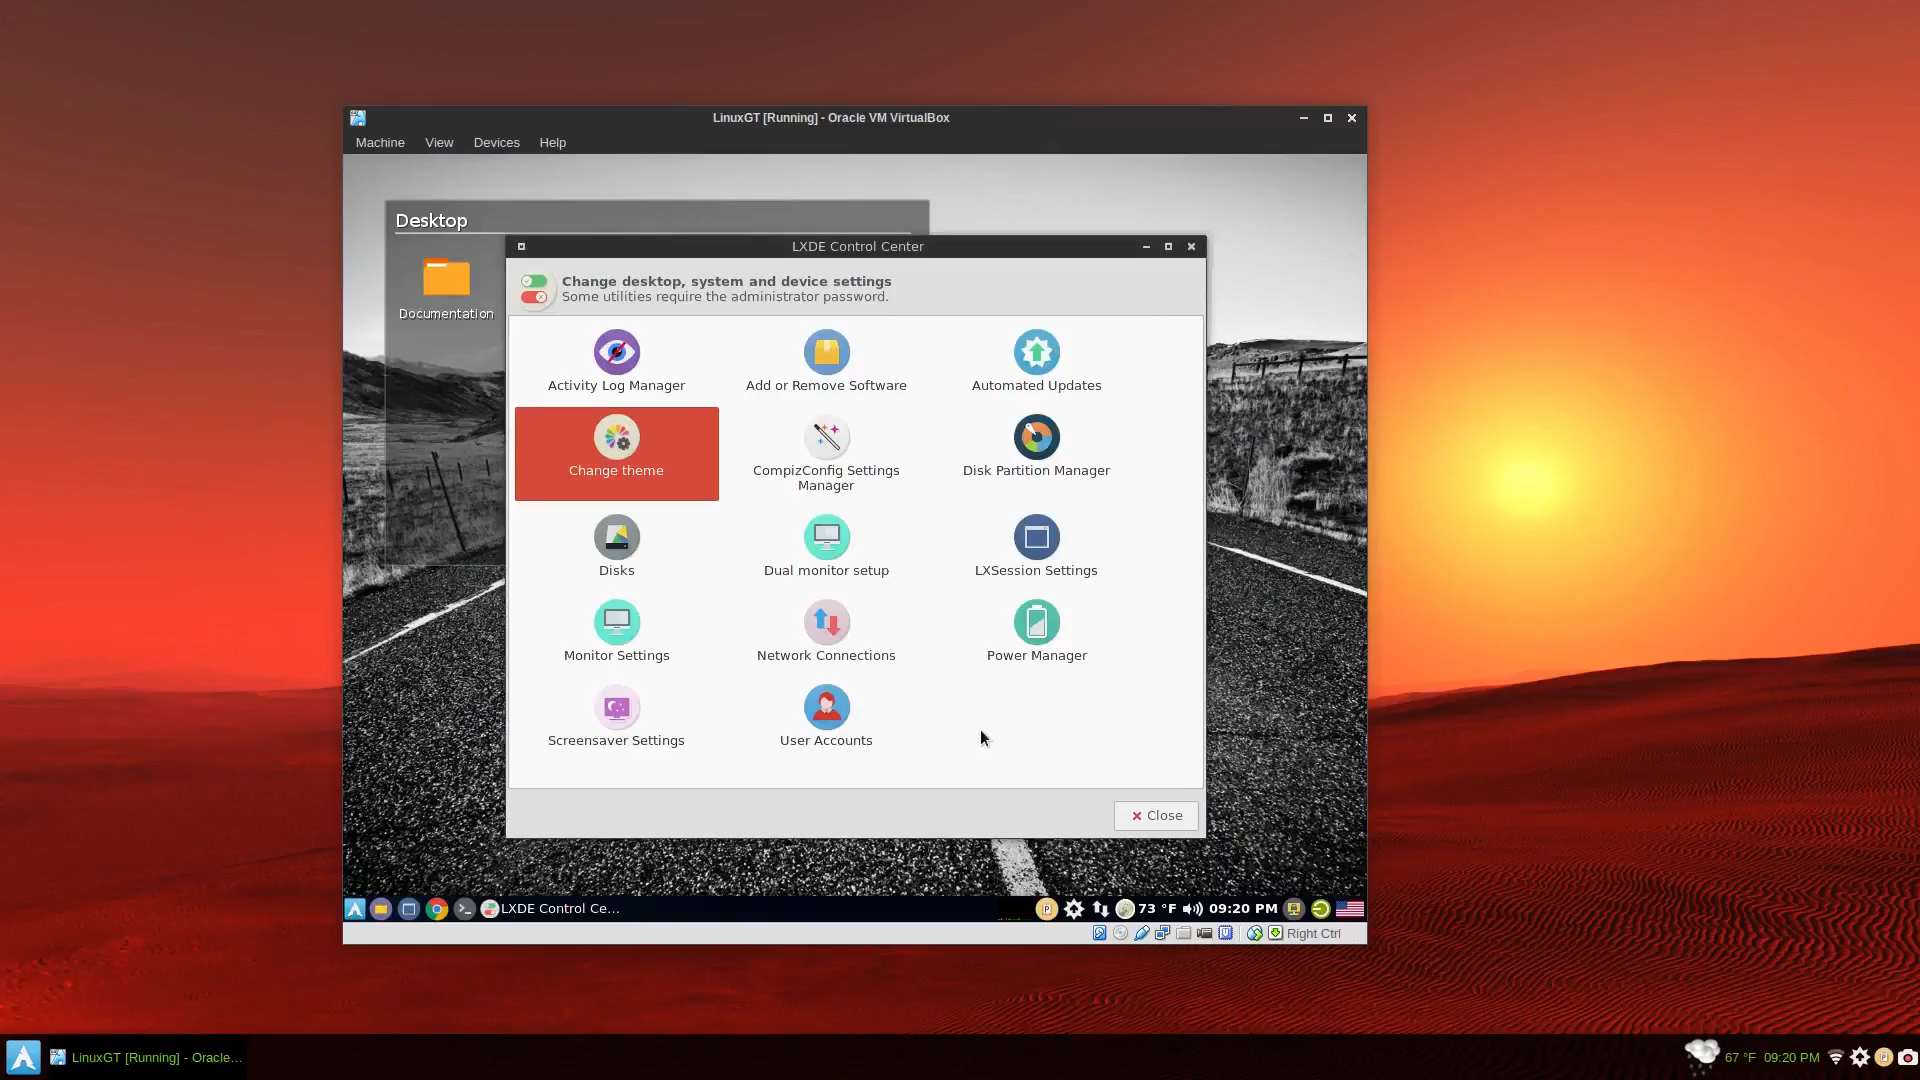 LinuxGT [Running] - Oracle VM VirtualBox
Machine View Devices Help
Desktop
LXDE Control Center
Change desktop, system and device settings
Some utilities require the administrator password.
Documentation
Activity Log Manager
Add or Remove Software
Automated Updates
Change theme
CompizConfig Settings
Manager
Disk Partition Manager
Disks
Dual monitor setup
LXSession Settings
Monitor Settings
Network Connections
Power Manager
Screensaver Settings
User Accounts
Close
LXDE Control Ce...
73 °F 09:20 PM
Right Ctrl
LinuxGT [Running] - Oracle...
67 °F 09:20 PM